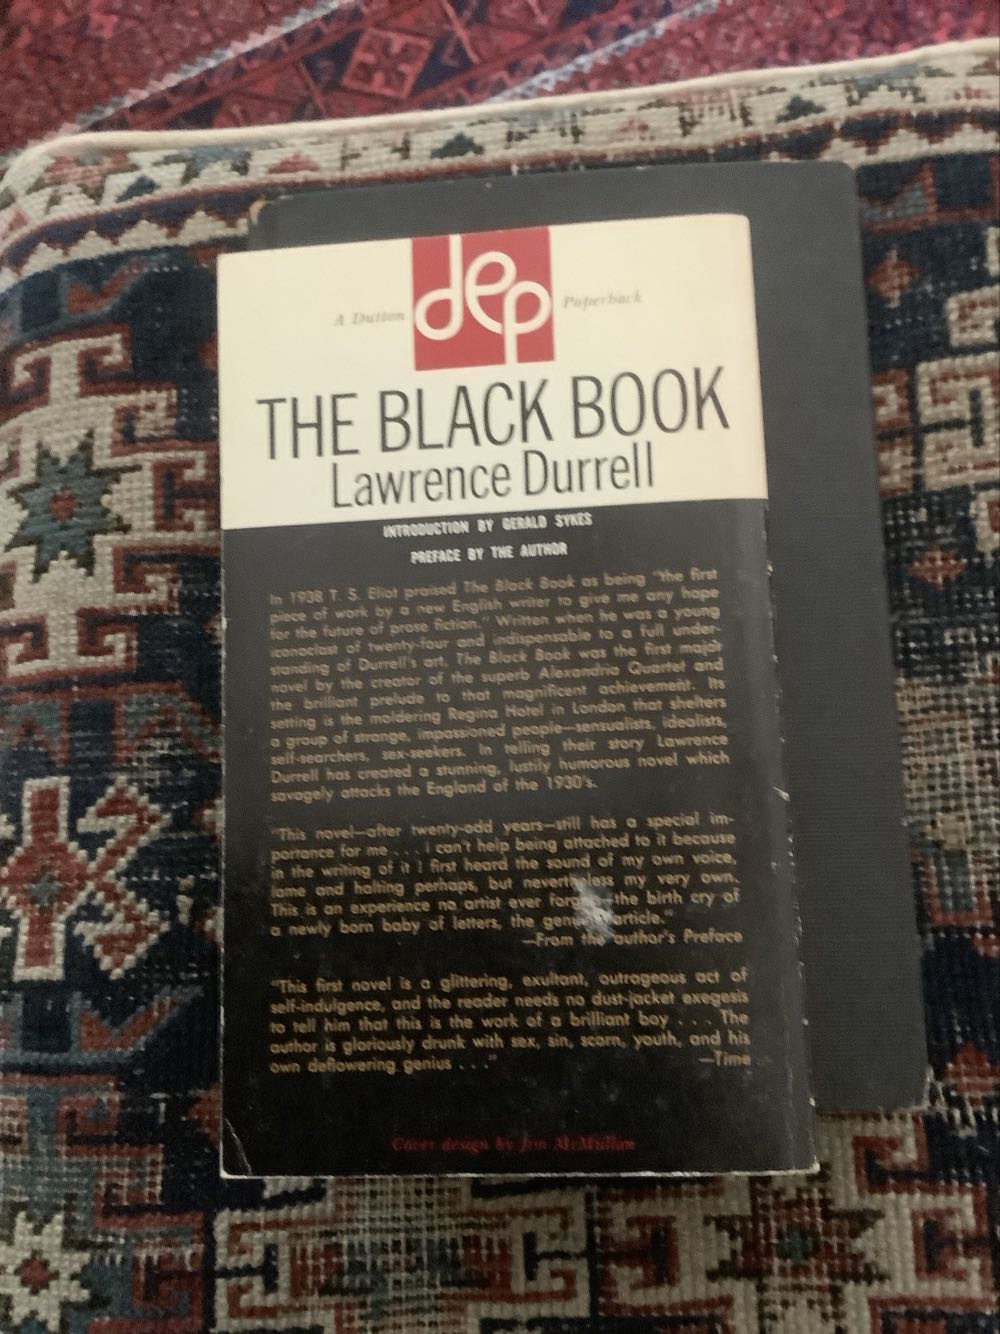 dep
A Dutton Paperback
THE BLACK BOOK
Lawrence Durrell
INTRODUCTION BY GERALD SYKES
PREFACE BY THE AUTHOR
In 1938 T. S. Eliot praised The Black Book as being "the first
piece of work by a new English writer to give me any hope
for the future of prose fiction." Written when he was a young
iconoclast of twenty-four and indispensable to a full under-
standing of Durrell's art, The Black Book was the first major
novel by the creator of the superb Alexandria Quartet and
the brilliant prelude to that magnificent achievement. Its
setting is the moldering Regina Hotel in London that shelters
a group of strange, impassioned people—sensualists, idealists,
self-searchers, sex-seekers. In telling their story Lawrence
Durrell has created a stunning, lustily humorous novel which
savagely attacks the England of the 1930's.
"This novel—after twenty-odd years—still has a special im-
portance for me . . . . I can't help being attached to it because
in the writing of it I first heard the sound of my own voice,
lame and halting perhaps, but nevertheless my very own.
This is an experience no artist ever the birth cry of
a newly born baby of letters, the article."
—From the author's Preface
"This first novel is a glittering, exultant, outrageous act of
self-indulgence, and the reader needs no dust-jacket exegesis
to tell him that this is the work of a brilliant boy . . . . The
author is gloriously drunk with sex, sin, scorn, youth, and his
own deflowering genius . . ." —Time
Cover design by McMullan